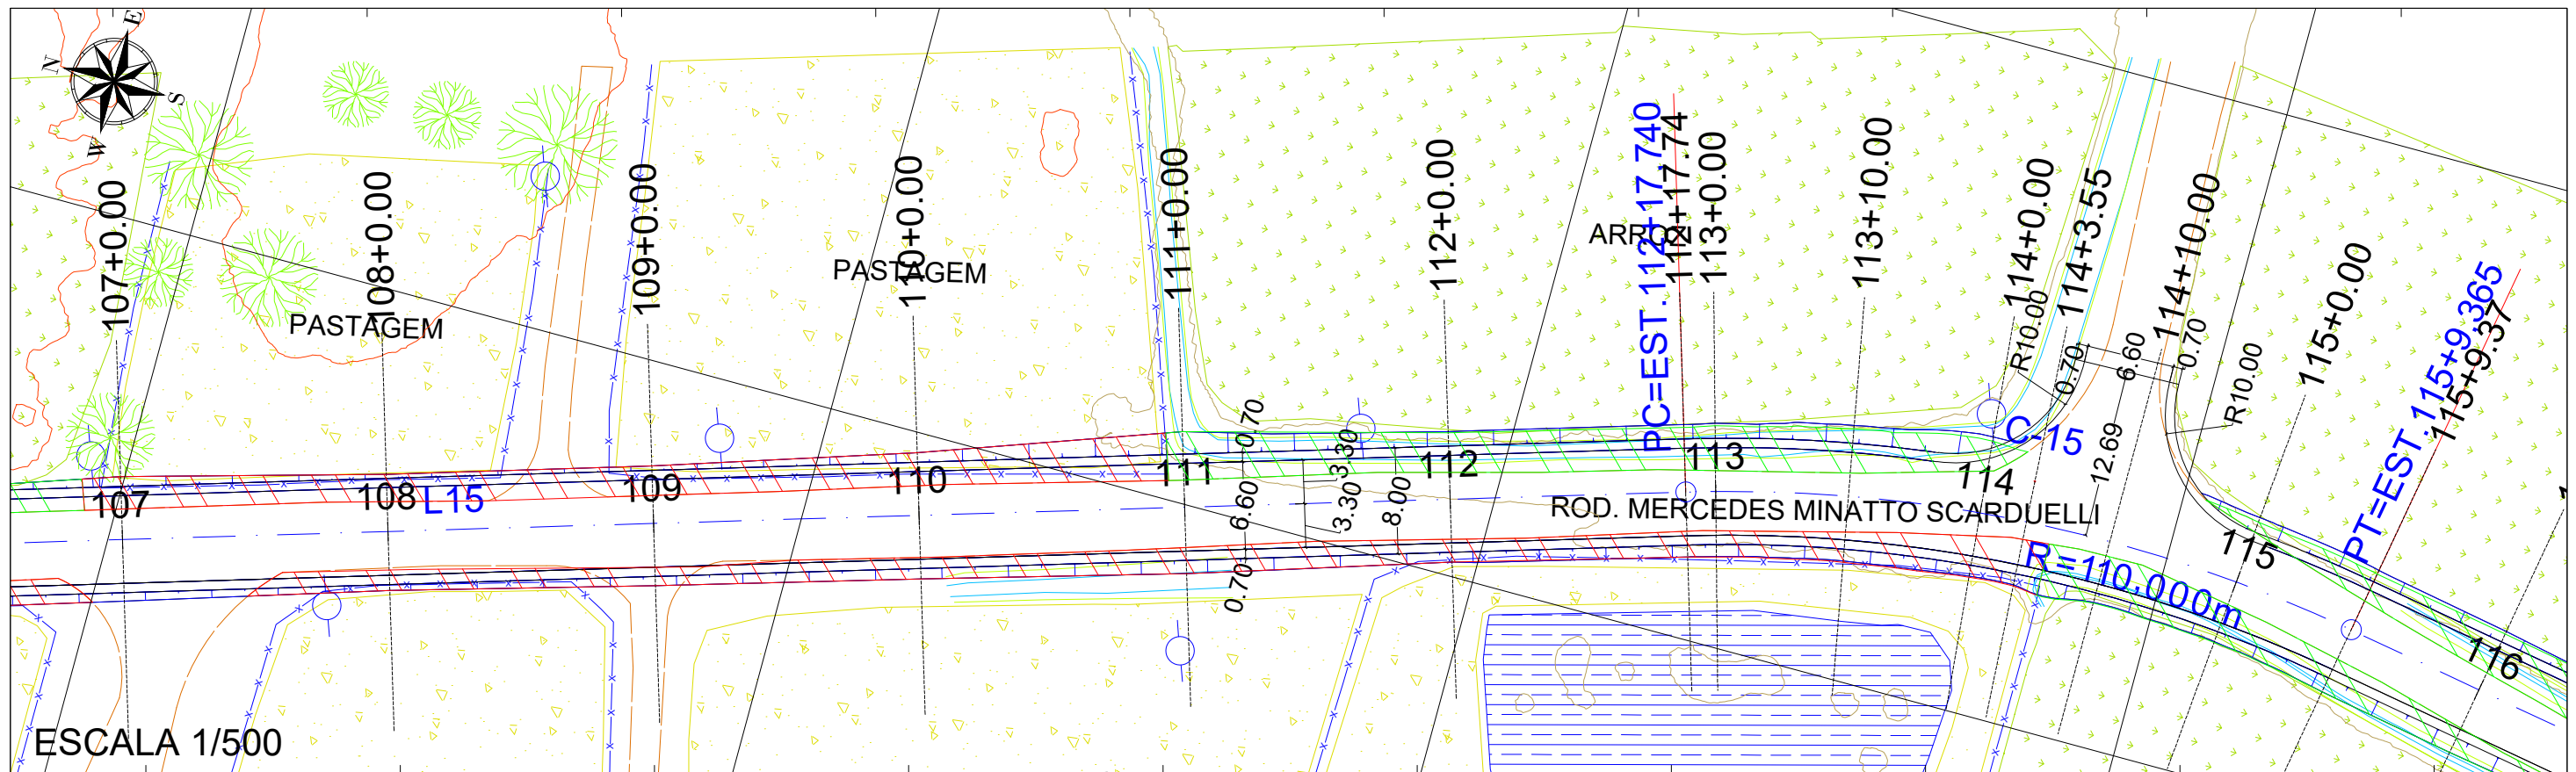 N
E
S
W
107+0.00
108+0.00
109+0.00
110+0.00
111+0.00
112+0.00
PC=EST.112+17.740
112+17.74
113+0.00
113+10.00
114+0.00
114+3.55
114+10.00
115+0.00
PT=EST.115+9,365
115+9.37
PASTAGEM
PASTAGEM
R10.00
0.70
6.60
0.70
R10.00
12.69
0.70
3.30
6.60
3.30
8.00
0.70
107
108
L15
109
110
111
112
113
C-15
114
115
116
ROD. MERCEDES MINATTO SCARDUELLI
R=110,000m
ESCALA 1/500